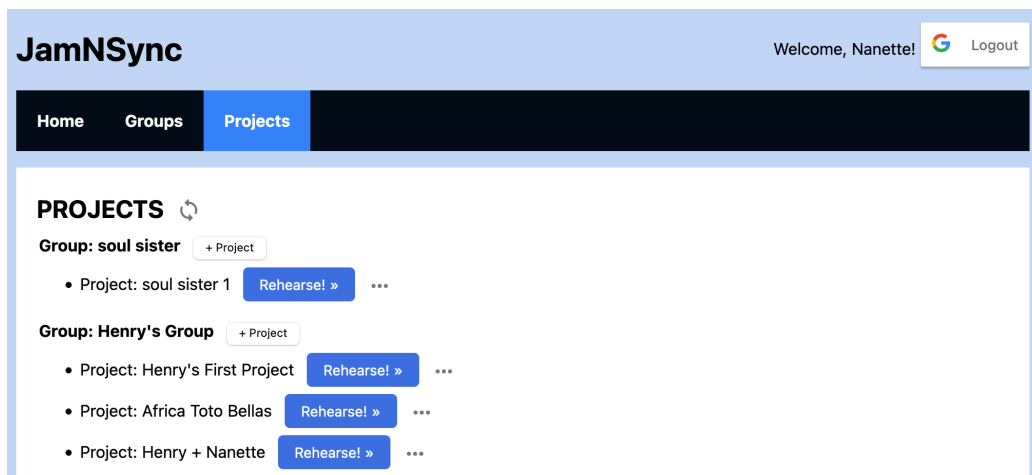 JamNSync
Welcome, Nanette! Logout
Home Groups Projects
PROJECTS
Group: soul sister + Project
• Project: soul sister 1 Rehearse! » •••
Group: Henry's Group + Project
• Project: Henry's First Project Rehearse! » •••
• Project: Africa Toto Bellas Rehearse! » •••
• Project: Henry + Nanette Rehearse! » •••